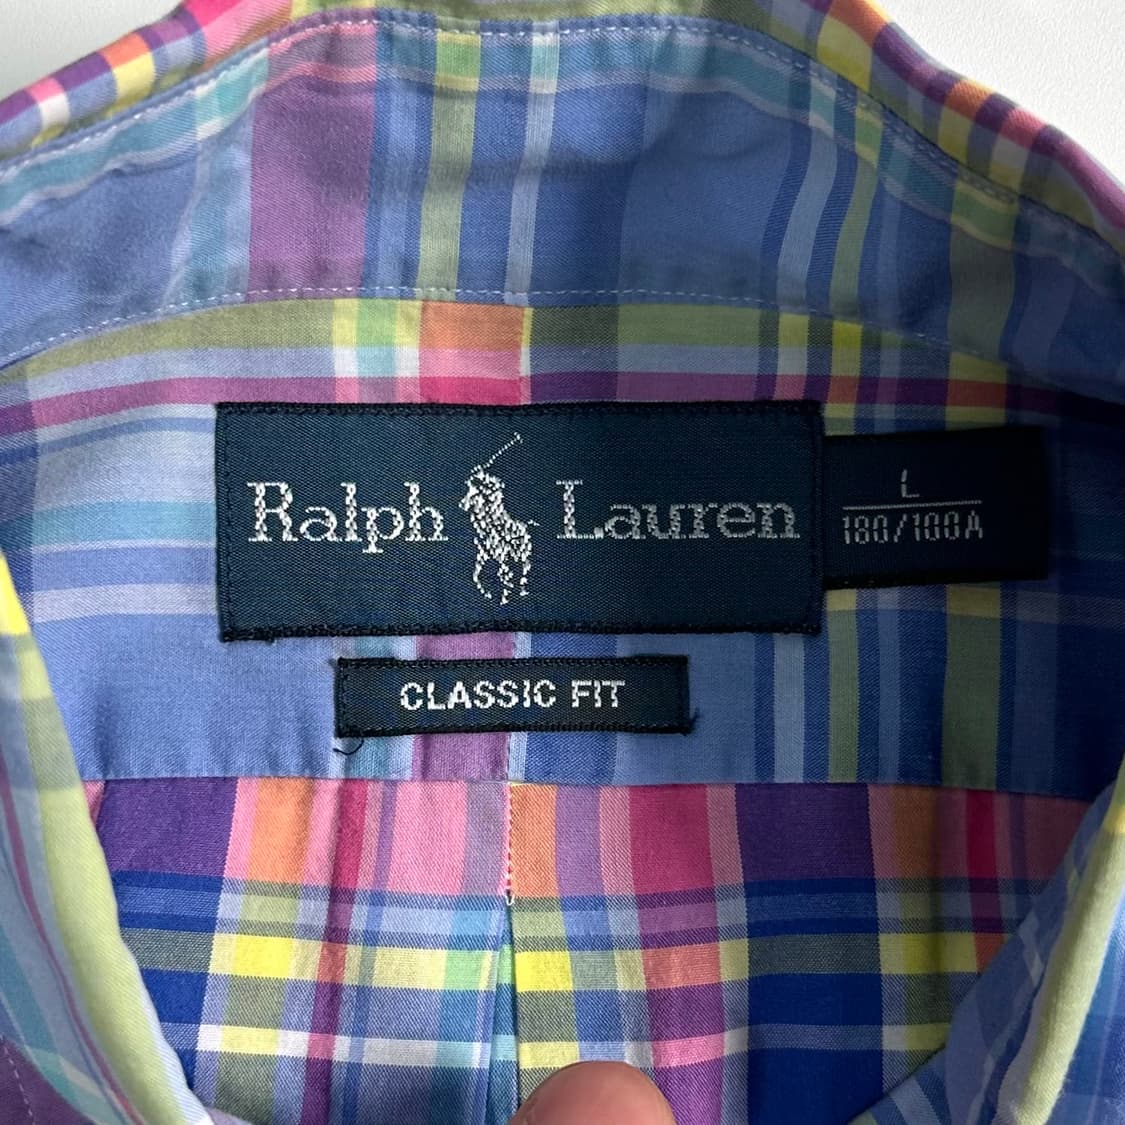 Ralph Lauren
L
180/100A
CLASSIC FIT